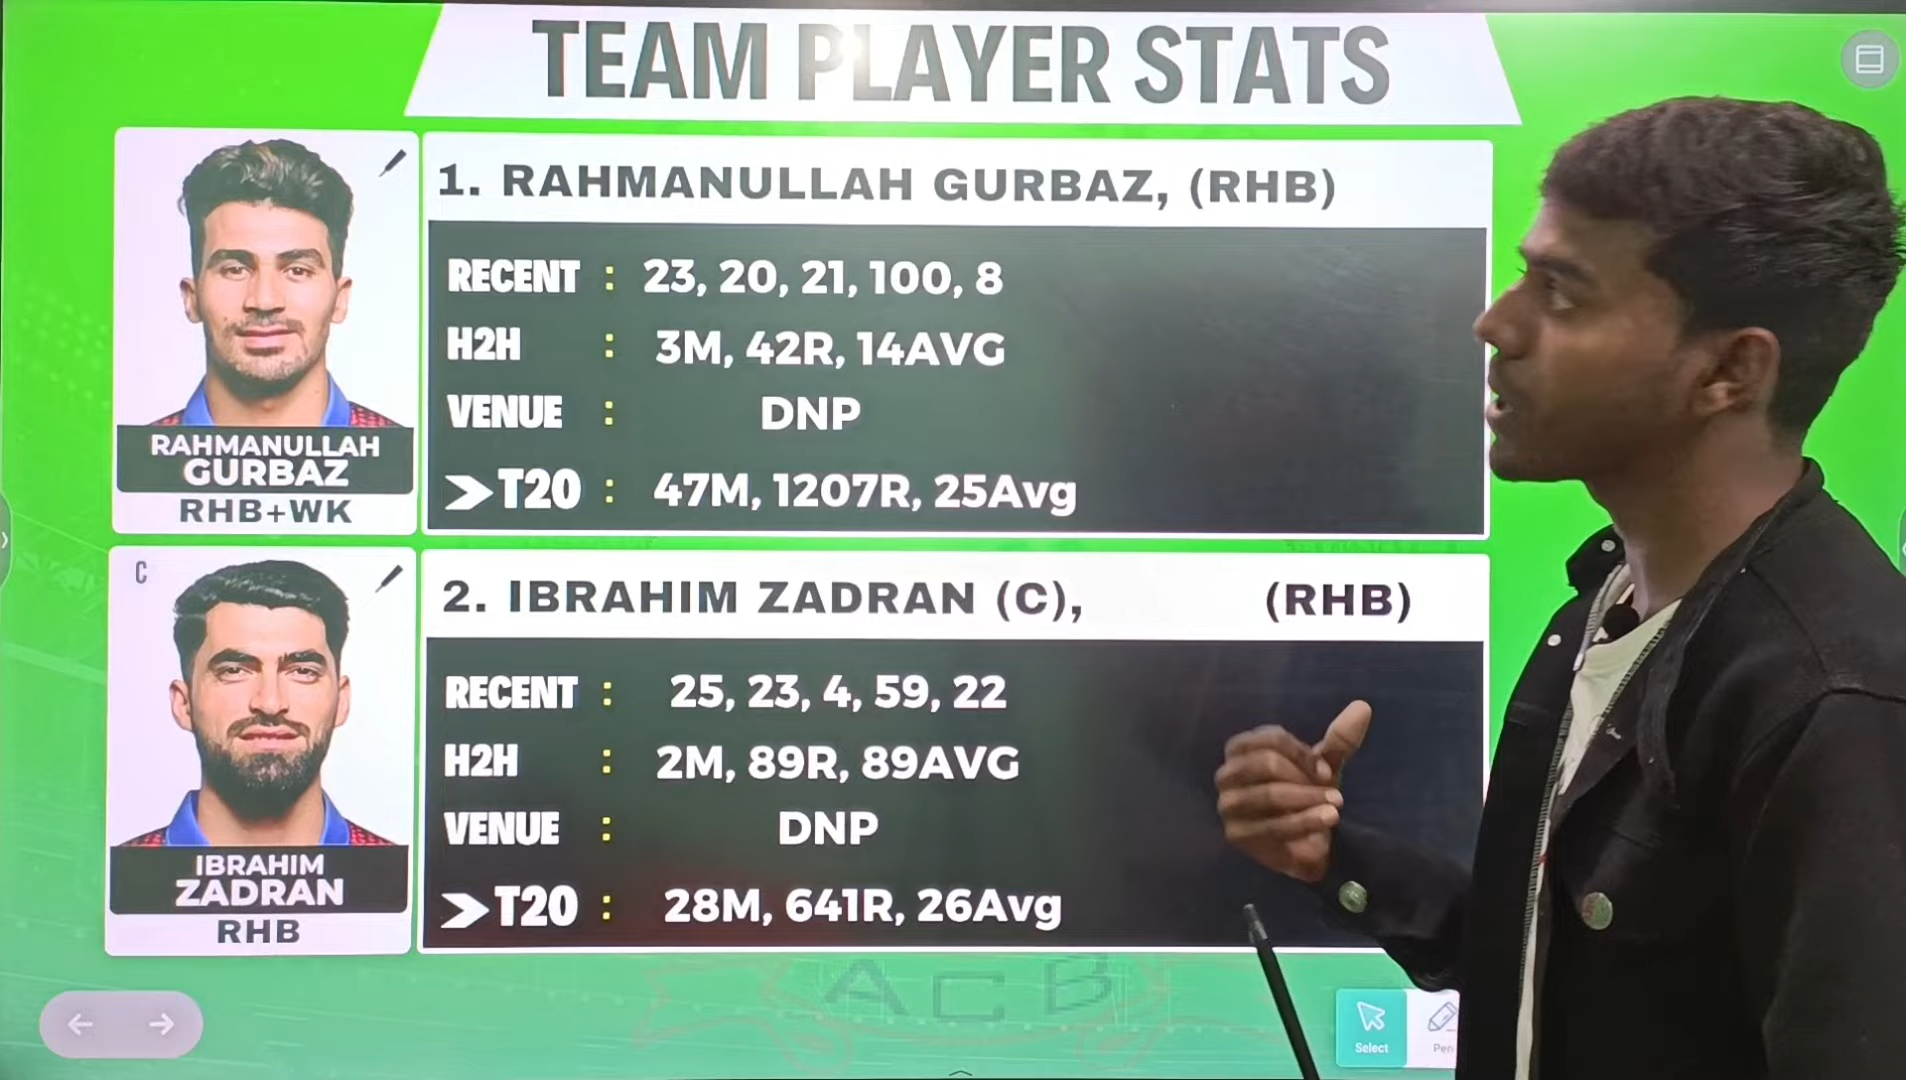 TEAM PLAYER STATS
1. RAHMANULLAH GURBAZ, (RHB)
RECENT : 23, 20, 21, 100, 8
H2H : 3M, 42R, 14AVG
VENUE : DNP
T20 : 47M, 1207R, 25Avg
RAHMANULLAH
GURBAZ
RHB+WK
C
2. IBRAHIM ZADRAN (C), (RHB)
RECENT : 25, 23, 4, 59, 22
H2H : 2M, 89R, 89AVG
VENUE : DNP
T20 : 28M, 641R, 26Avg
IBRAHIM
ZADRAN
RHB
ACB
Select
Pen